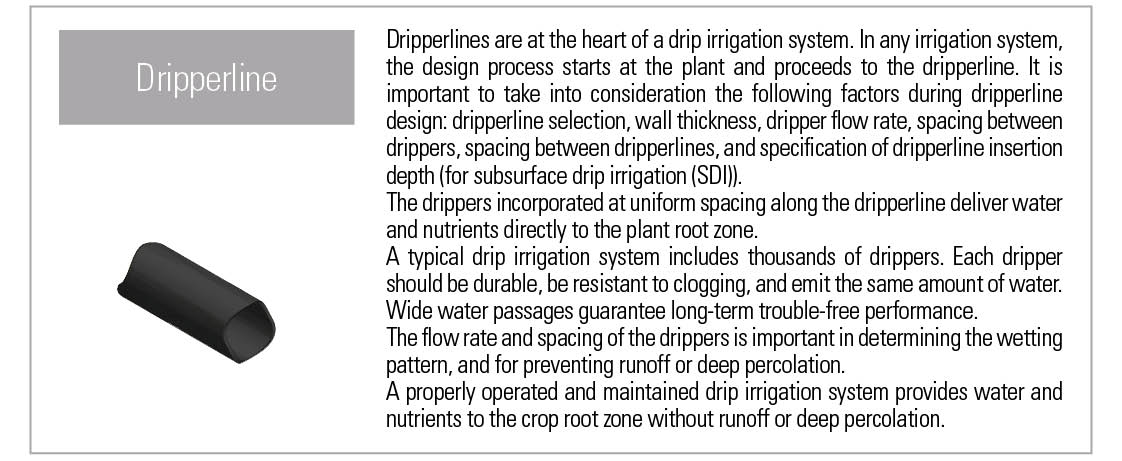 Dripperline
Dripperlines are at the heart of a drip irrigation system. In any irrigation system,
the design process starts at the plant and proceeds to the dripperline. It is
important to take into consideration the following factors during dripperline
design: dripperline selection, wall thickness, dripper flow rate, spacing between
drippers, spacing between dripperlines, and specification of dripperline insertion
depth (for subsurface drip irrigation (SDI)).
The drippers incorporated at uniform spacing along the dripperline deliver water
and nutrients directly to the plant root zone.
A typical drip irrigation system includes thousands of drippers. Each dripper
should be durable, be resistant to clogging, and emit the same amount of water.
Wide water passages guarantee long-term trouble-free performance.
The flow rate and spacing of the drippers is important in determining the wetting
pattern, and for preventing runoff or deep percolation.
A properly operated and maintained drip irrigation system provides water and
nutrients to the crop root zone without runoff or deep percolation.